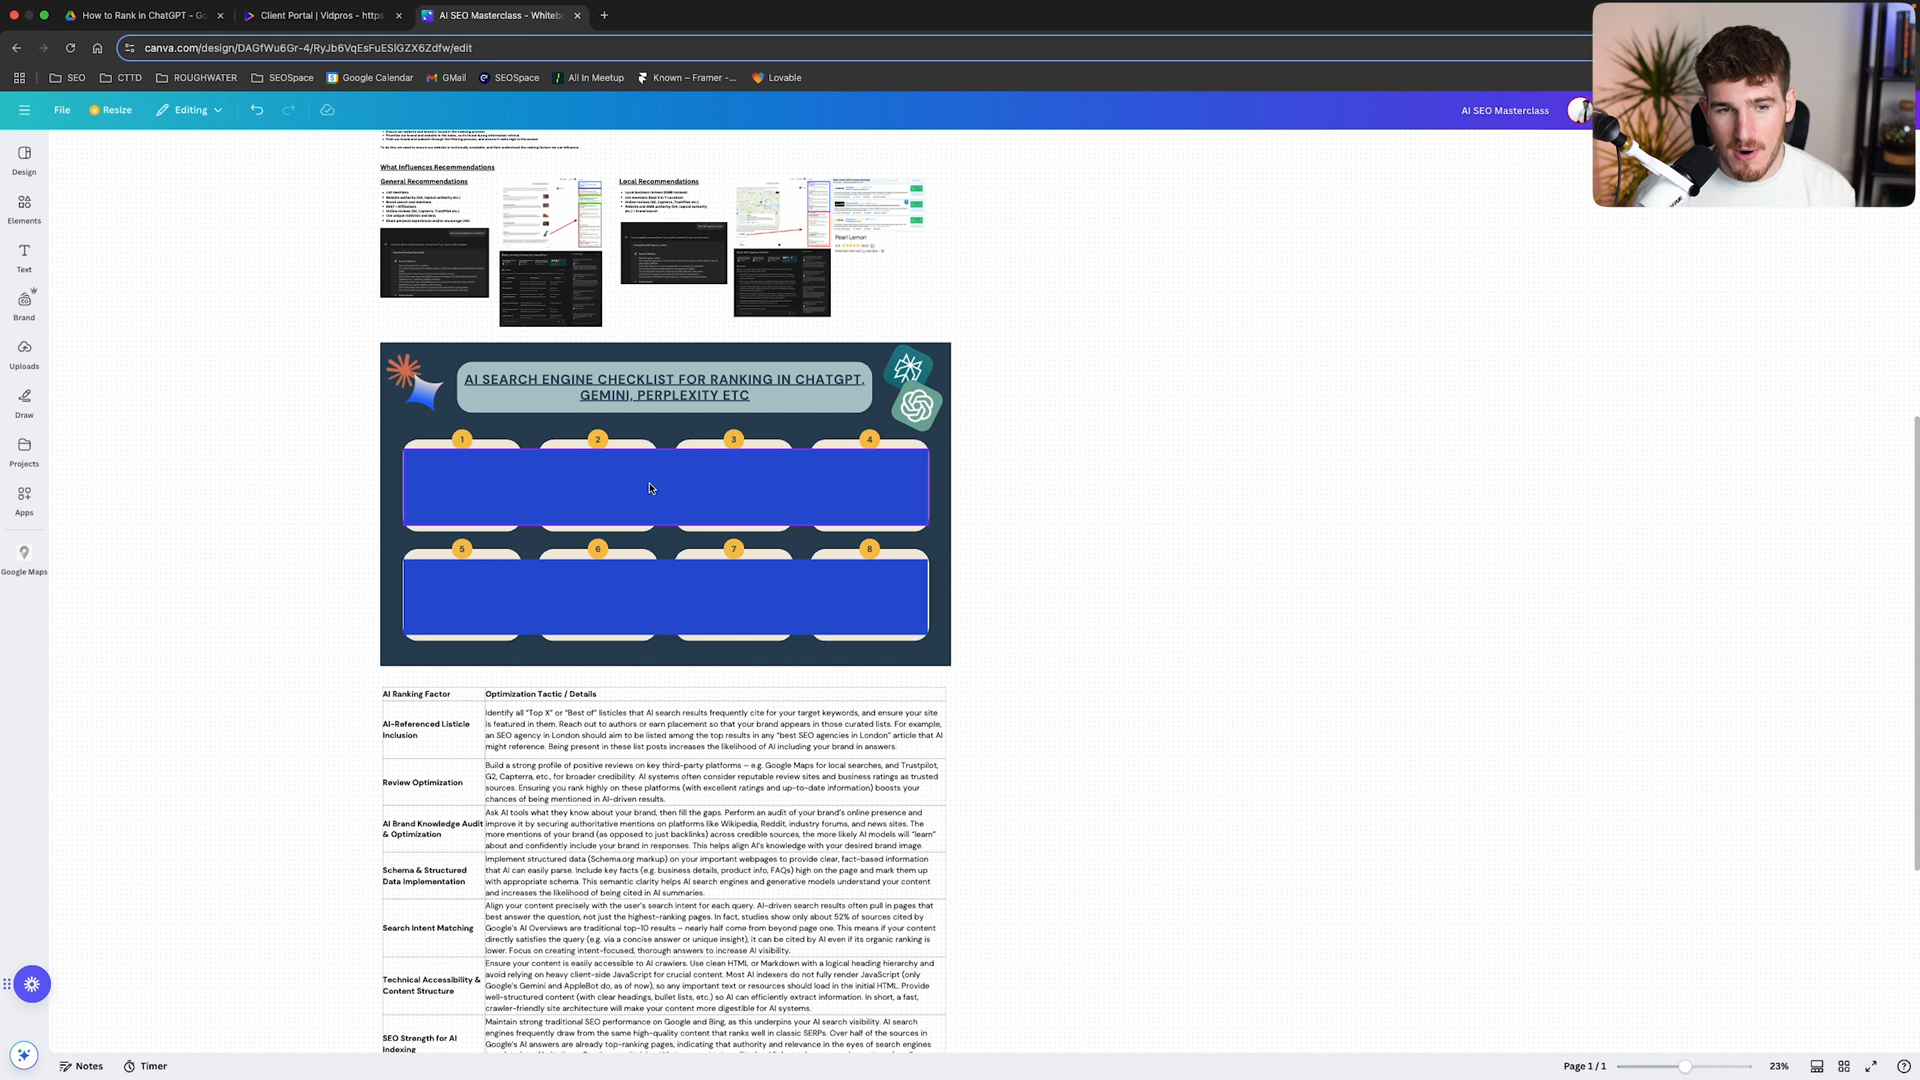 How to Rank in ChatGPT - Go
Client Portal | Vidpros - https
AI SEO Masterclass - Whitebo
canva.com/design/DAGfWu6Gr-4/RyJb6VqEsFuESlGZX6Zdfw/edit
SEO
CTTD
ROUGHWATER
SEOSpace
Google Calendar
GMail
SEOSpace
All In Meetup
Known – Framer -...
Lovable
File
Resize
Editing
AI SEO Masterclass
Design
Elements
Text
Brand
Uploads
Draw
Projects
Apps
Google Maps
What Influences Recommendations
General Recommendations
Local Recommendations
Pearl Lemon
AI SEARCH ENGINE CHECKLIST FOR RANKING IN CHATGPT,
GEMINI, PERPLEXITY ETC
1
2
3
4
5
6
7
8
AI Ranking Factor
Optimization Tactic / Details
AI-Referenced Listicle
Inclusion
Identify all “Top X” or “Best of” listicles that AI search results frequently cite for your target keywords, and ensure your site
is featured in them. Reach out to authors or earn placement so that your brand appears in those curated lists. For example,
an SEO agency in London should aim to be listed among the top results in any “best SEO agencies in London” article that AI
might reference. Being present in these list posts increases the likelihood of AI including your brand in answers.
Review Optimization
Build a strong profile of positive reviews on key third-party platforms – e.g. Google Maps for local searches, and Trustpilot,
G2, Capterra, etc., for broader credibility. AI systems often consider reputable review sites and business ratings as trusted
sources. Ensuring you rank highly on these platforms (with excellent ratings and up-to-date information) boosts your
chances of being mentioned in AI-driven results.
AI Brand Knowledge Audit
& Optimization
Ask AI tools what they know about your brand, then fill the gaps. Perform an audit of your brand’s online presence and
improve it by securing authoritative mentions on platforms like Wikipedia, Reddit, industry forums, and news sites. The
more mentions of your brand (as opposed to just backlinks) across credible sources, the more likely AI models will “learn”
about and confidently include your brand in responses. This helps align AI’s knowledge with your desired brand image.
Schema & Structured
Data Implementation
Implement structured data (Schema.org markup) on your important webpages to provide clear, fact-based information
that AI can easily parse. Include key facts (e.g. business details, product info, FAQs) high on the page and mark them up
with appropriate schema. This semantic clarity helps AI search engines and generative models understand your content
and increases the likelihood of being cited in AI summaries.
Search Intent Matching
Align your content precisely with the user’s search intent for each query. AI-driven search results often pull in pages that
best answer the question, not just the highest-ranking pages. In fact, studies show only about 52% of sources cited by
Google’s AI Overviews are traditional top-10 results – nearly half come from beyond page one. This means if your content
directly satisfies the query (e.g. via a concise answer or unique insight), it can be cited by AI even if its organic ranking is
lower. Focus on creating intent-focused, thorough answers to increase AI visibility.
Technical Accessibility &
Content Structure
Ensure your content is easily accessible to AI crawlers. Use clean HTML or Markdown with a logical heading hierarchy and
avoid relying on heavy client-side JavaScript for crucial content. Most AI indexers do not fully render JavaScript (only
Google’s Gemini and AppleBot do, as of now), so any important text or resources should load in the initial HTML. Provide
well-structured content (with clear headings, bullet lists, etc.) so AI can efficiently extract information. In short, a fast,
crawler-friendly site architecture will make your content more digestible for AI systems.
SEO Strength for AI
Indexing
Maintain strong traditional SEO performance on Google and Bing, as this underpins your AI search visibility. AI search
engines frequently draw from the same high-quality content that ranks well in classic SERPs. Over half of the sources in
Google’s AI answers are already top-ranking pages, indicating that authority and relevance in the eyes of search engines
Notes
Timer
Page 1 / 1
23%